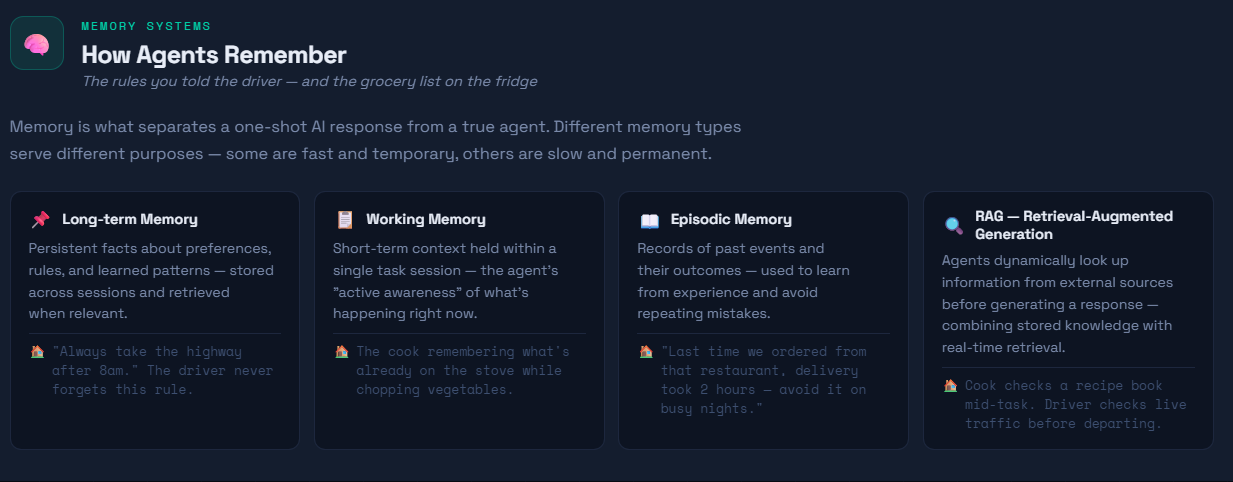 MEMORY SYSTEMS
How Agents Remember
The rules you told the driver — and the grocery list on the fridge
Memory is what separates a one-shot AI response from a true agent. Different memory types
serve different purposes — some are fast and temporary, others are slow and permanent.
Long-term Memory
Persistent facts about preferences,
rules, and learned patterns — stored
across sessions and retrieved
when relevant.
"Always take the highway
after 8am." The driver never
forgets this rule.
Working Memory
Short-term context held within a
single task session — the agent's
"active awareness" of what's
happening right now.
The cook remembering what's
already on the stove while
chopping vegetables.
Episodic Memory
Records of past events and
their outcomes — used to learn
from experience and avoid
repeating mistakes.
"Last time we ordered from
that restaurant, delivery
took 2 hours — avoid it on
busy nights."
RAG — Retrieval-Augmented
Generation
Agents dynamically look up
information from external sources
before generating a response —
combining stored knowledge with
real-time retrieval.
Cook checks a recipe book
mid-task. Driver checks live
traffic before departing.